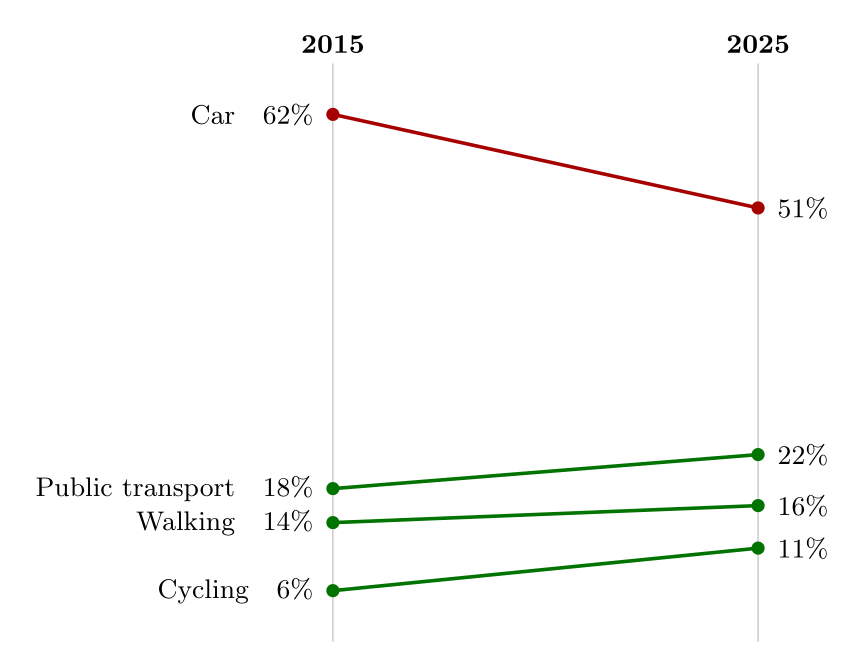 2015 2025
Car 62%
51%
22%
Public transport 18%
16%
Walking 14%
11%
Cycling 6%